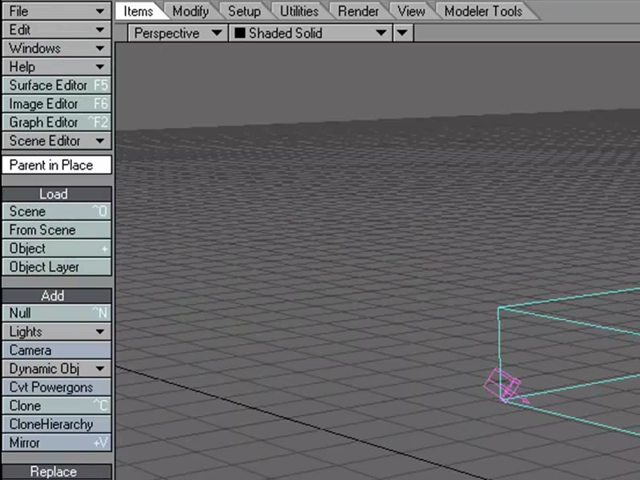 File
Items Modify Setup Utilities Render View Modeler Tools
Edit
Perspective Shaded Solid
Windows
Help
Surface Editor F5
Image Editor F6
Graph Editor ^F2
Scene Editor
Parent in Place
Load
Scene ^O
From Scene
Object +
Object Layer
Add
Null ^N
Lights
Camera
Dynamic Obj
Cvt Powergons
Clone ^C
CloneHierarchy
Mirror +V
Replace